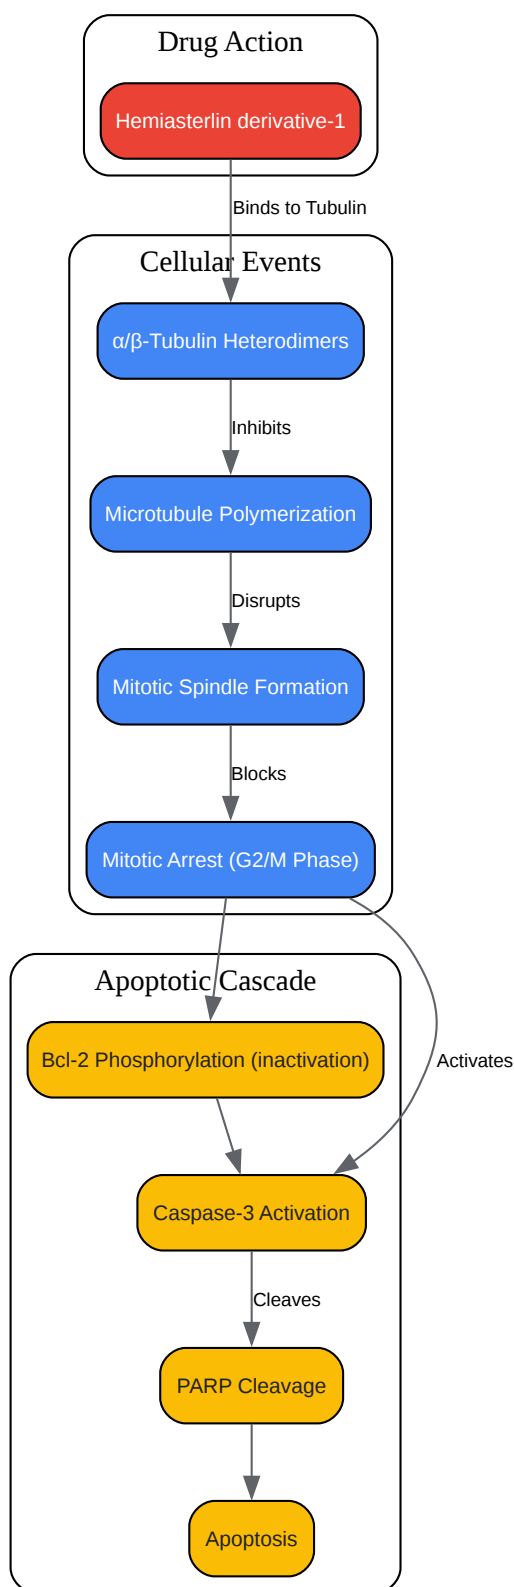 Drug Action
Hemiasterlin derivative-1
Binds to Tubulin
Cellular Events
α/β-Tubulin Heterodimers
Inhibits
Microtubule Polymerization
Disrupts
Mitotic Spindle Formation
Blocks
Mitotic Arrest (G2/M Phase)
Apoptotic Cascade
Bcl-2 Phosphorylation (inactivation)
Activates
Caspase-3 Activation
Cleaves
PARP Cleavage
Apoptosis